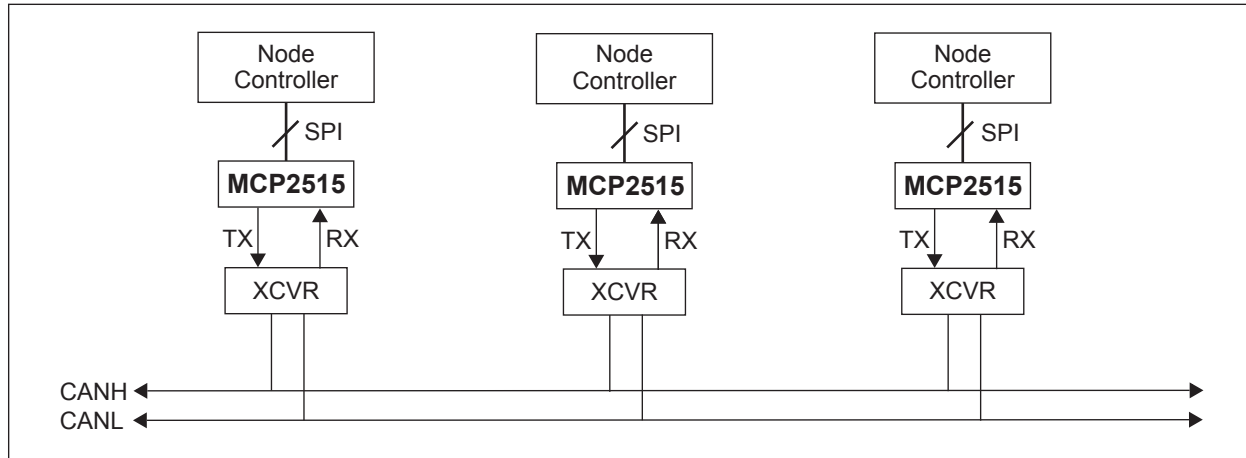 Node
Controller
Node
Controller
Node
Controller
SPI
SPI
SPI
MCP2515
MCP2515
MCP2515
TX
RX
TX
RX
TX
RX
XCVR
XCVR
XCVR
CANH
CANL